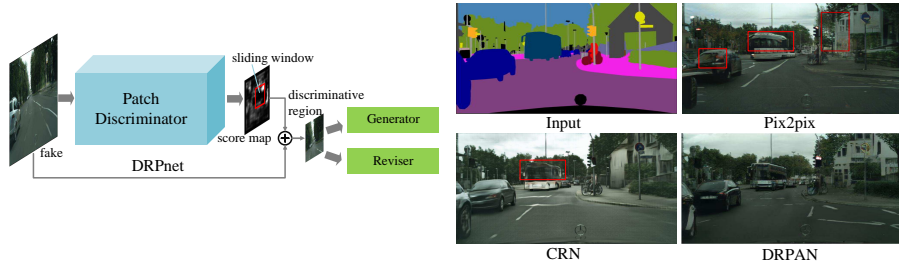 sliding window
Patch
Discriminator
discriminative
region
Generator
score map
Reviser
fake
DRPnet
Input
Pix2pix
CRN
DRPAN